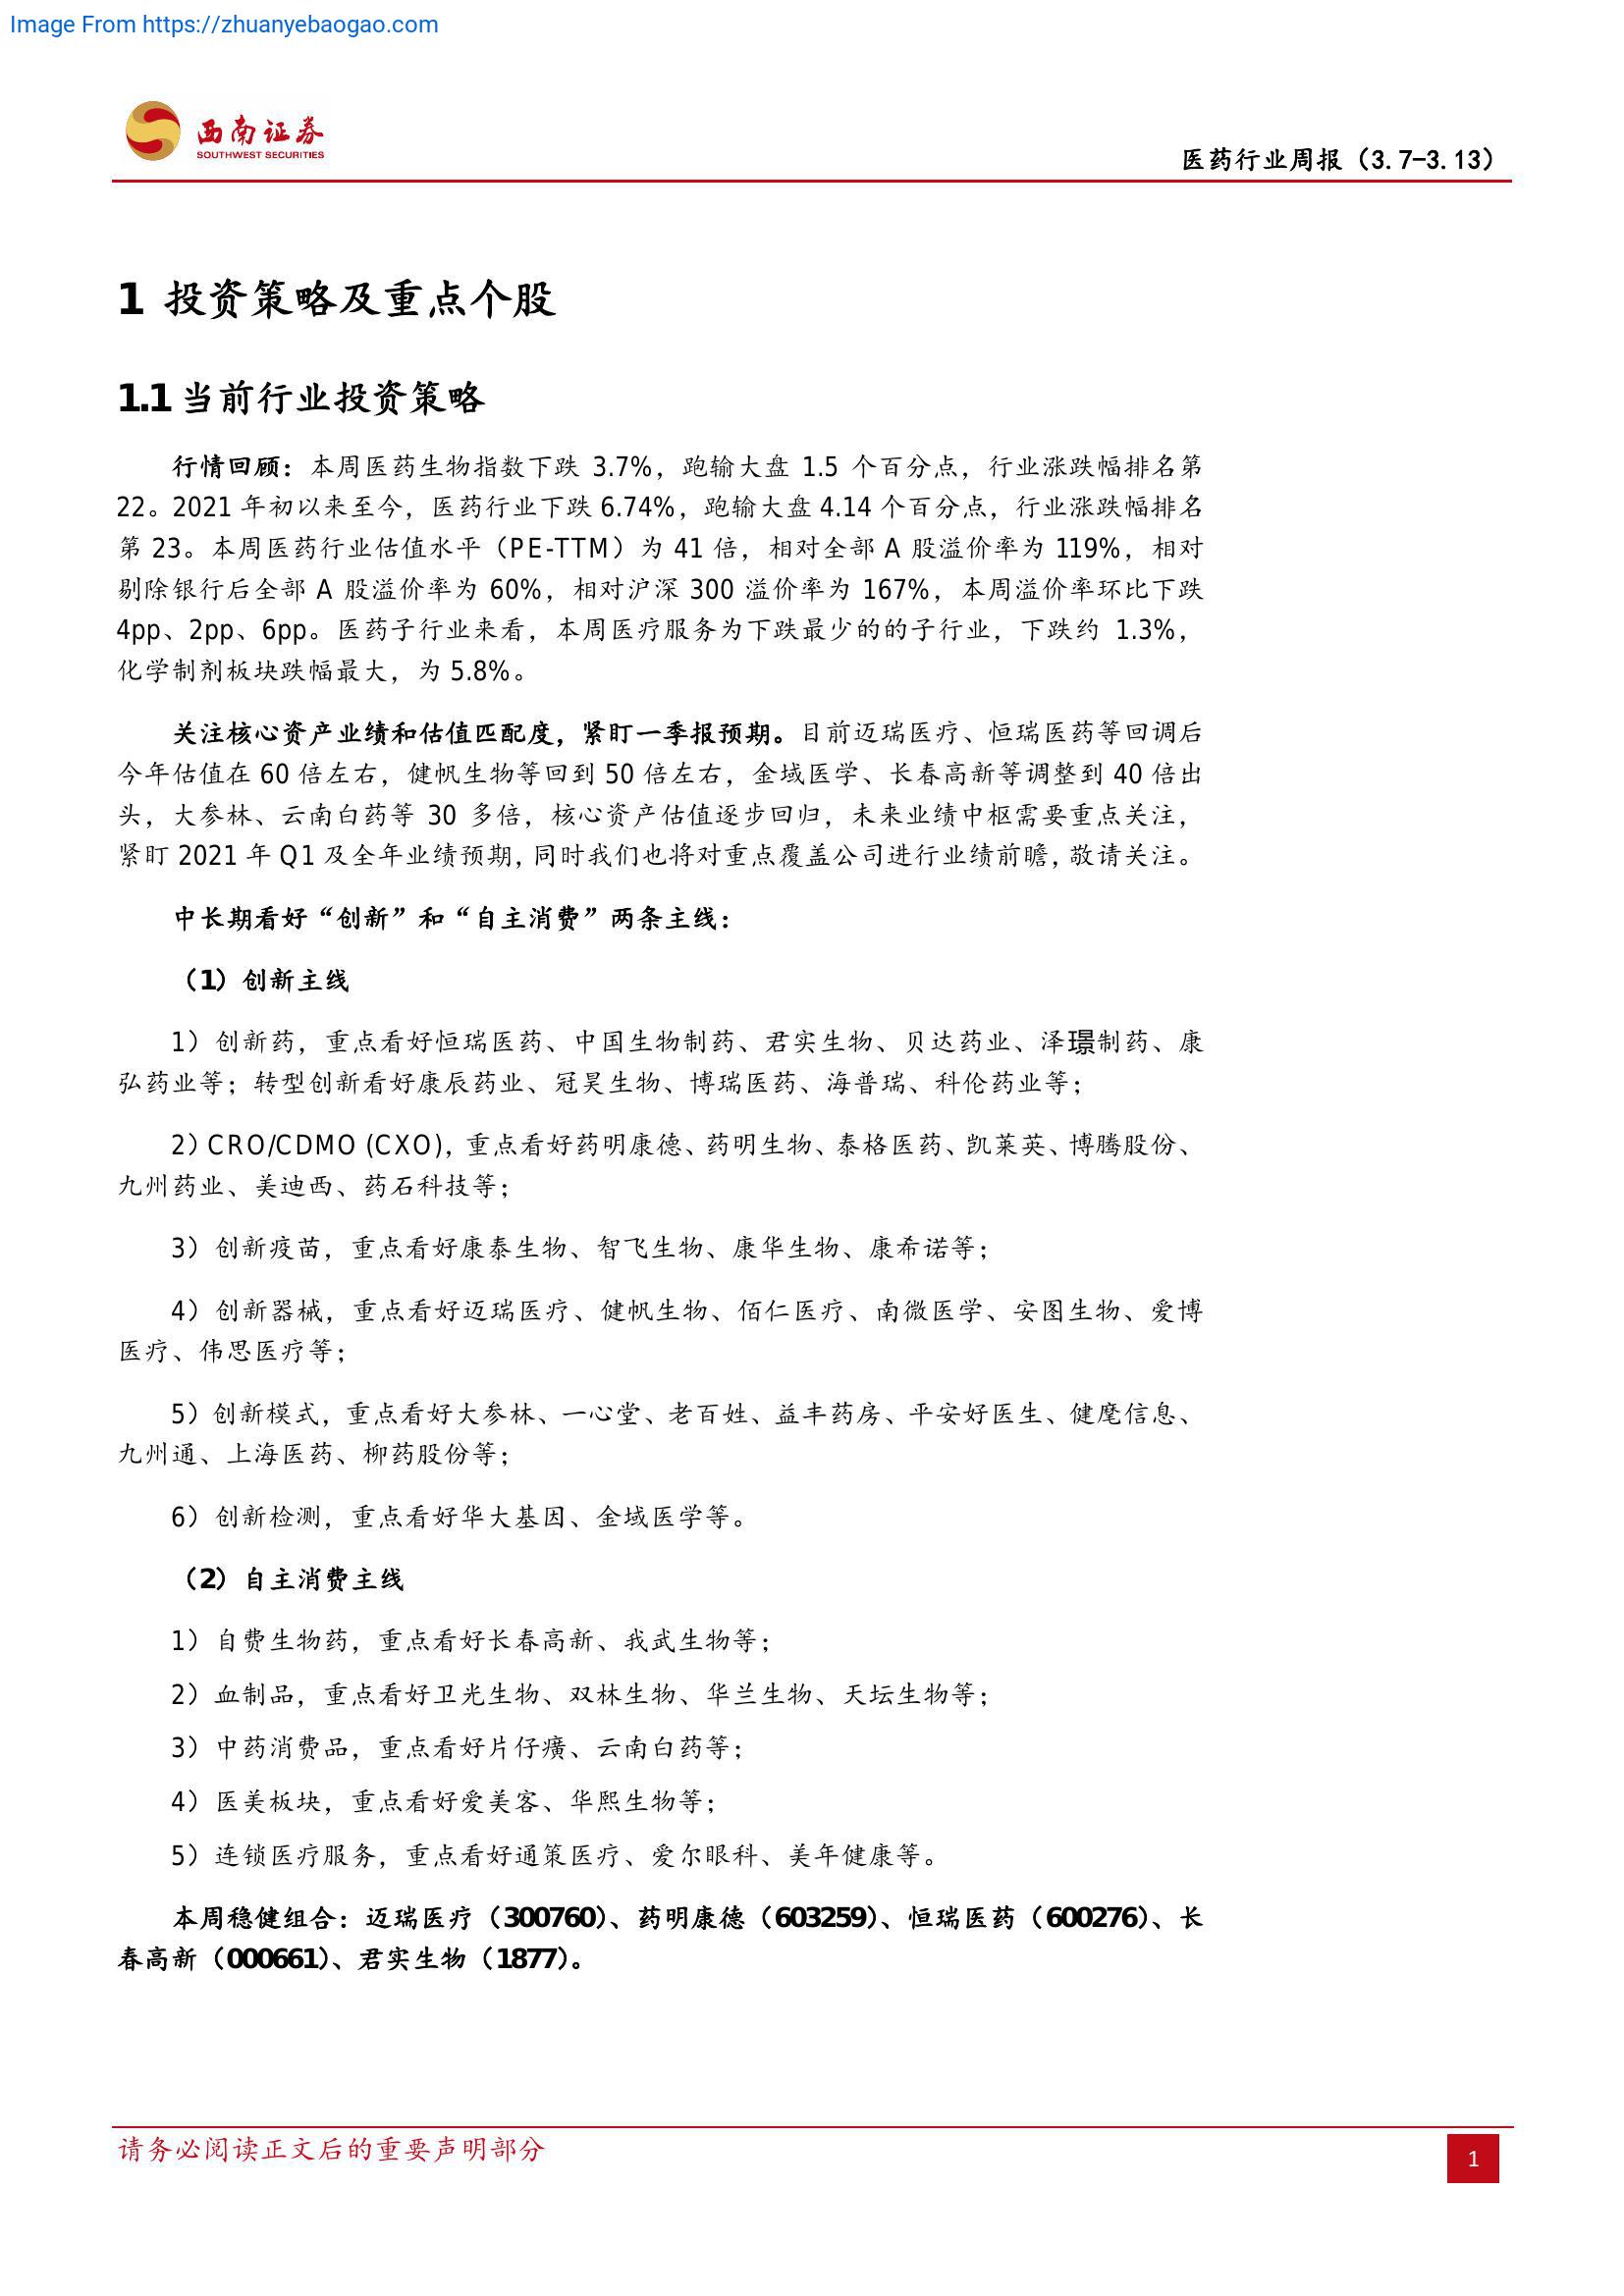 Image From https://zhuanyebaogao.com
西南证券
SOUTHWEST SECURITIES
医药行业周报（3.7-3.13）
1 投资策略及重点个股
1.1 当前行业投资策略
行情回顾：本周医药生物指数下跌 3.7%，跑输大盘 1.5 个百分点，行业涨跌幅排名第
22。2021 年初以来至今，医药行业下跌 6.74%，跑输大盘 4.14 个百分点，行业涨跌幅排名
第 23。本周医药行业估值水平（PE-TTM）为 41 倍，相对全部 A 股溢价率为 119%，相对
剔除银行后全部 A 股溢价率为 60%，相对沪深 300 溢价率为 167%，本周溢价率环比下跌
4pp、2pp、6pp。医药子行业来看，本周医疗服务为下跌最少的的子行业，下跌约 1.3%，
化学制剂板块跌幅最大，为 5.8%。
关注核心资产业绩和估值匹配度，紧盯一季报预期。目前迈瑞医疗、恒瑞医药等回调后
今年估值在 60 倍左右，健帆生物等回到 50 倍左右，金域医学、长春高新等调整到 40 倍出
头，大参林、云南白药等 30 多倍，核心资产估值逐步回归，未来业绩中枢需要重点关注，
紧盯 2021 年 Q1 及全年业绩预期，同时我们也将对重点覆盖公司进行业绩前瞻，敬请关注。
中长期看好“创新”和“自主消费”两条主线：
（1）创新主线
1）创新药，重点看好恒瑞医药、中国生物制药、君实生物、贝达药业、泽璟制药、康
弘药业等；转型创新看好康辰药业、冠昊生物、博瑞医药、海普瑞、科伦药业等；
2）CRO/CDMO (CXO)，重点看好药明康德、药明生物、泰格医药、凯莱英、博腾股份、
九州药业、美迪西、药石科技等；
3）创新疫苗，重点看好康泰生物、智飞生物、康华生物、康希诺等；
4）创新器械，重点看好迈瑞医疗、健帆生物、佰仁医疗、南微医学、安图生物、爱博
医疗、伟思医疗等；
5）创新模式，重点看好大参林、一心堂、老百姓、益丰药房、平安好医生、健麾信息、
九州通、上海医药、柳药股份等；
6）创新检测，重点看好华大基因、金域医学等。
（2）自主消费主线
1）自费生物药，重点看好长春高新、我武生物等；
2）血制品，重点看好卫光生物、双林生物、华兰生物、天坛生物等；
3）中药消费品，重点看好片仔癀、云南白药等；
4）医美板块，重点看好爱美客、华熙生物等；
5）连锁医疗服务，重点看好通策医疗、爱尔眼科、美年健康等。
本周稳健组合：迈瑞医疗（300760）、药明康德（603259）、恒瑞医药（600276）、长
春高新（000661）、君实生物（1877）。
请务必阅读正文后的重要声明部分
1